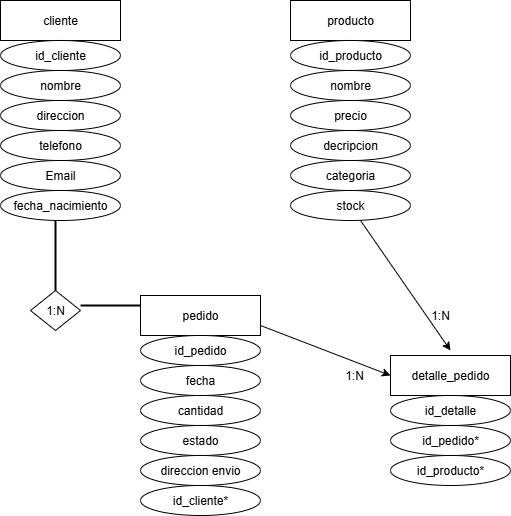 cliente
id_cliente
nombre
direccion
telefono
Email
fecha_nacimiento
producto
id_producto
nombre
precio
decripcion
categoria
stock
1:N
pedido
id_pedido
fecha
cantidad
estado
direccion envio
id_cliente*
1:N
1:N
detalle_pedido
id_detalle
id_pedido*
id_producto*